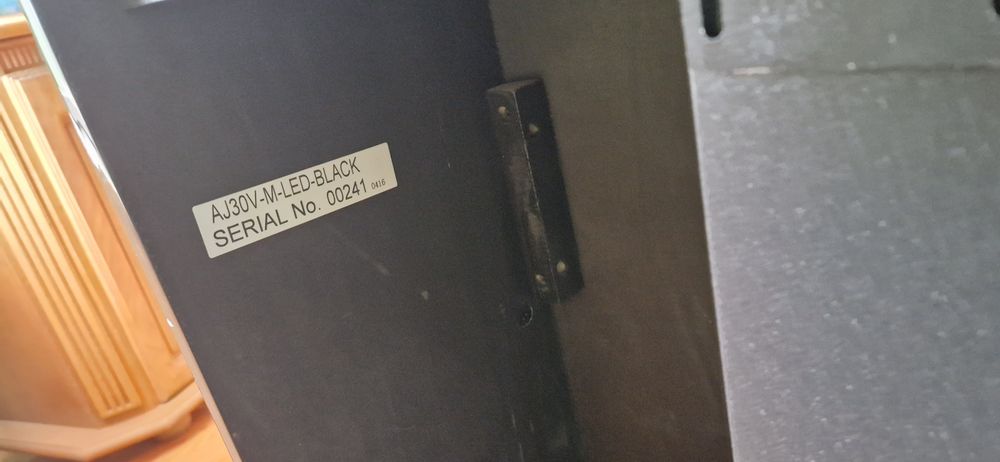 AJ30V-M-LED-BLACK
SERIAL No. 00241 0416